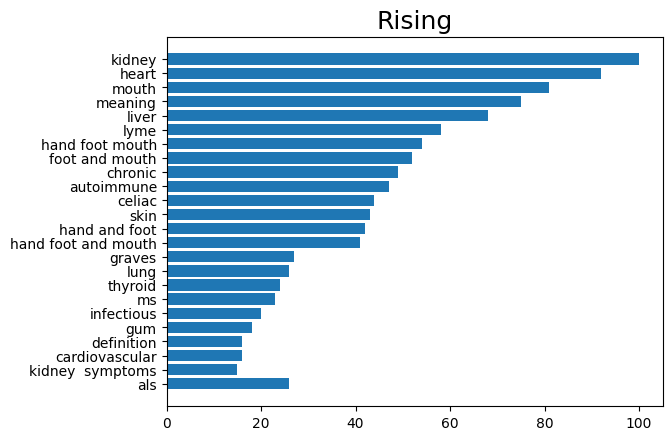 Rising
kidney
heart
mouth
meaning
liver
lyme
hand foot mouth
foot and mouth
chronic
autoimmune
celiac
skin
hand and foot
hand foot and mouth
graves
lung
thyroid
ms
infectious
gum
definition
cardiovascular
kidney  symptoms
als
0 20 40 60 80 100